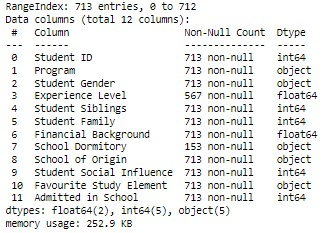 RangeIndex: 713 entries, 0 to 712
Data columns (total 12 columns):
 #   Column                    Non-Null Count  Dtype
---  ------                    --------------  -----
 0   Student ID                713 non-null    int64
 1   Program                   713 non-null    object
 2   Student Gender            713 non-null    object
 3   Experience Level          567 non-null    float64
 4   Student Siblings          713 non-null    int64
 5   Student Family            713 non-null    int64
 6   Financial Background      713 non-null    float64
 7   School Dormitory          153 non-null    object
 8   School of Origin          713 non-null    object
 9   Student Social Influence  713 non-null    int64
 10  Favourite Study Element   713 non-null    object
 11  Admitted in School        713 non-null    int64
dtypes: float64(2), int64(5), object(5)
memory usage: 252.9 KB